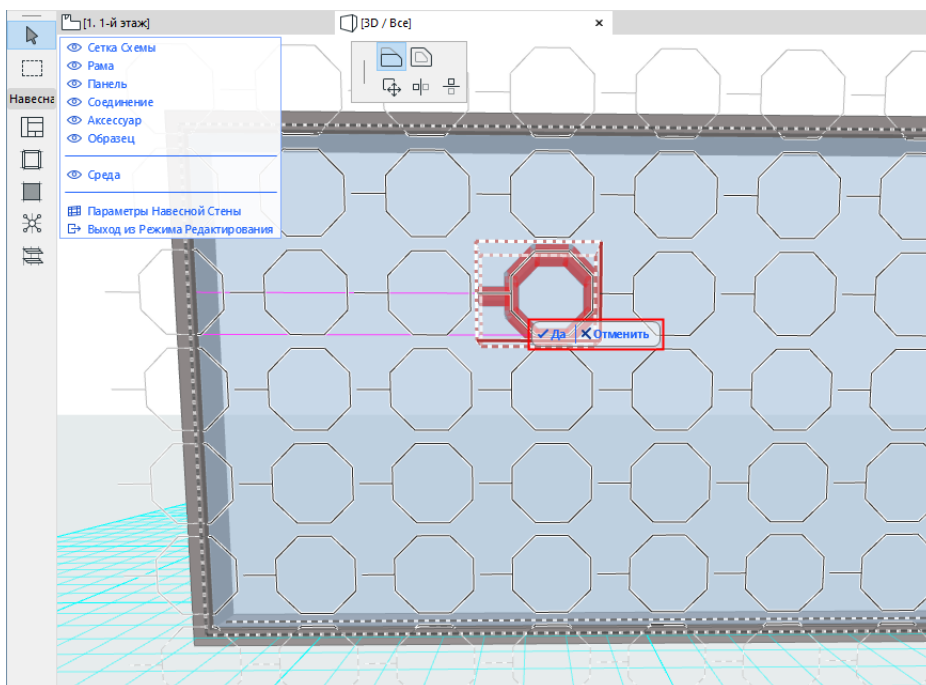 [1. 1-й этаж]
[3D / Все]
Сетка Схемы
Рама
Панель
Соединение
Аксессуар
Образец
Среда
Параметры Навесной Стены
Выход из Режима Редактирования
Навесна
Да
Отменить